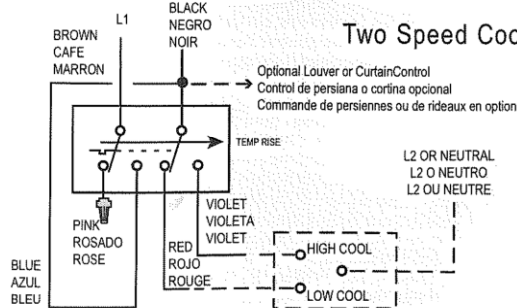 L1
BLACK
NEGRO
NOIR
BROWN
CAFE
MARRON
Two Speed Coo
Optional Louver or CurtainControl
Control de persiana o cortina opcional
Commande de persiennes ou de rideaux en option
TEMP RISE
L2 OR NEUTRAL
L2 O NEUTRO
L2 OU NEUTRE
PINK
ROSADO
ROSE
VIOLET
VIOLETA
VIOLET
RED
ROJO
ROUGE
HIGH COOL
LOW COOL
BLUE
AZUL
BLEU